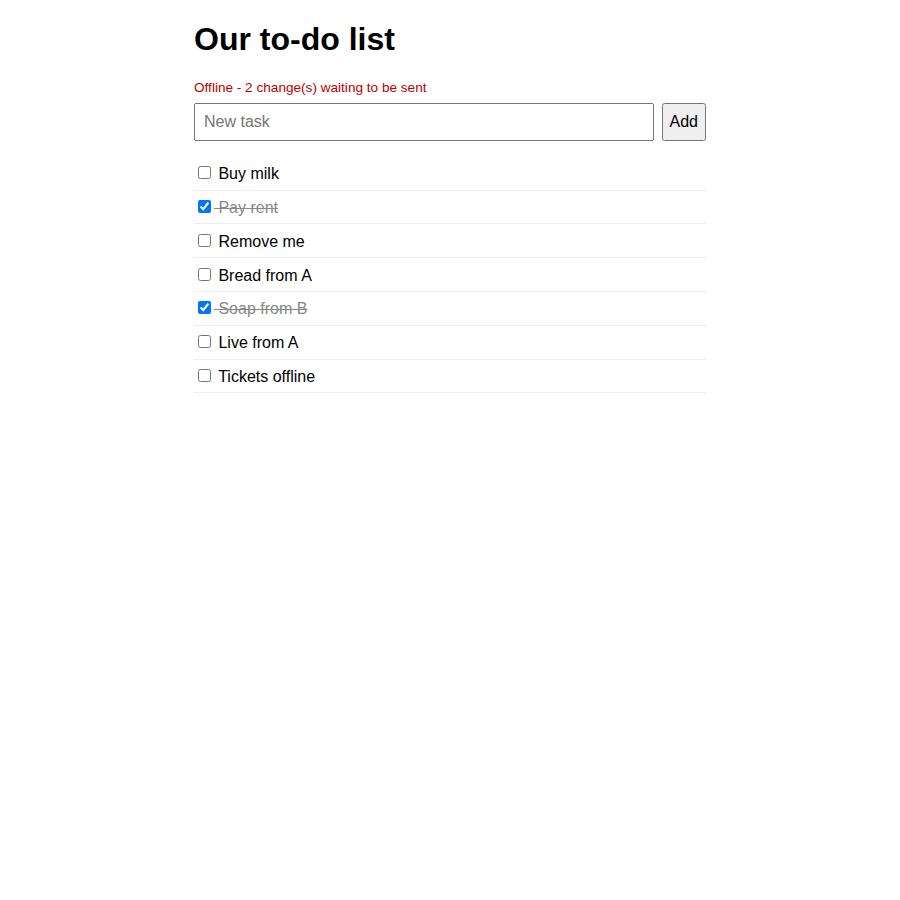 Our to-do list
Offline - 2 change(s) waiting to be sent
New task
Add
Buy milk
Pay rent
Remove me
Bread from A
Soap from B
Live from A
Tickets offline